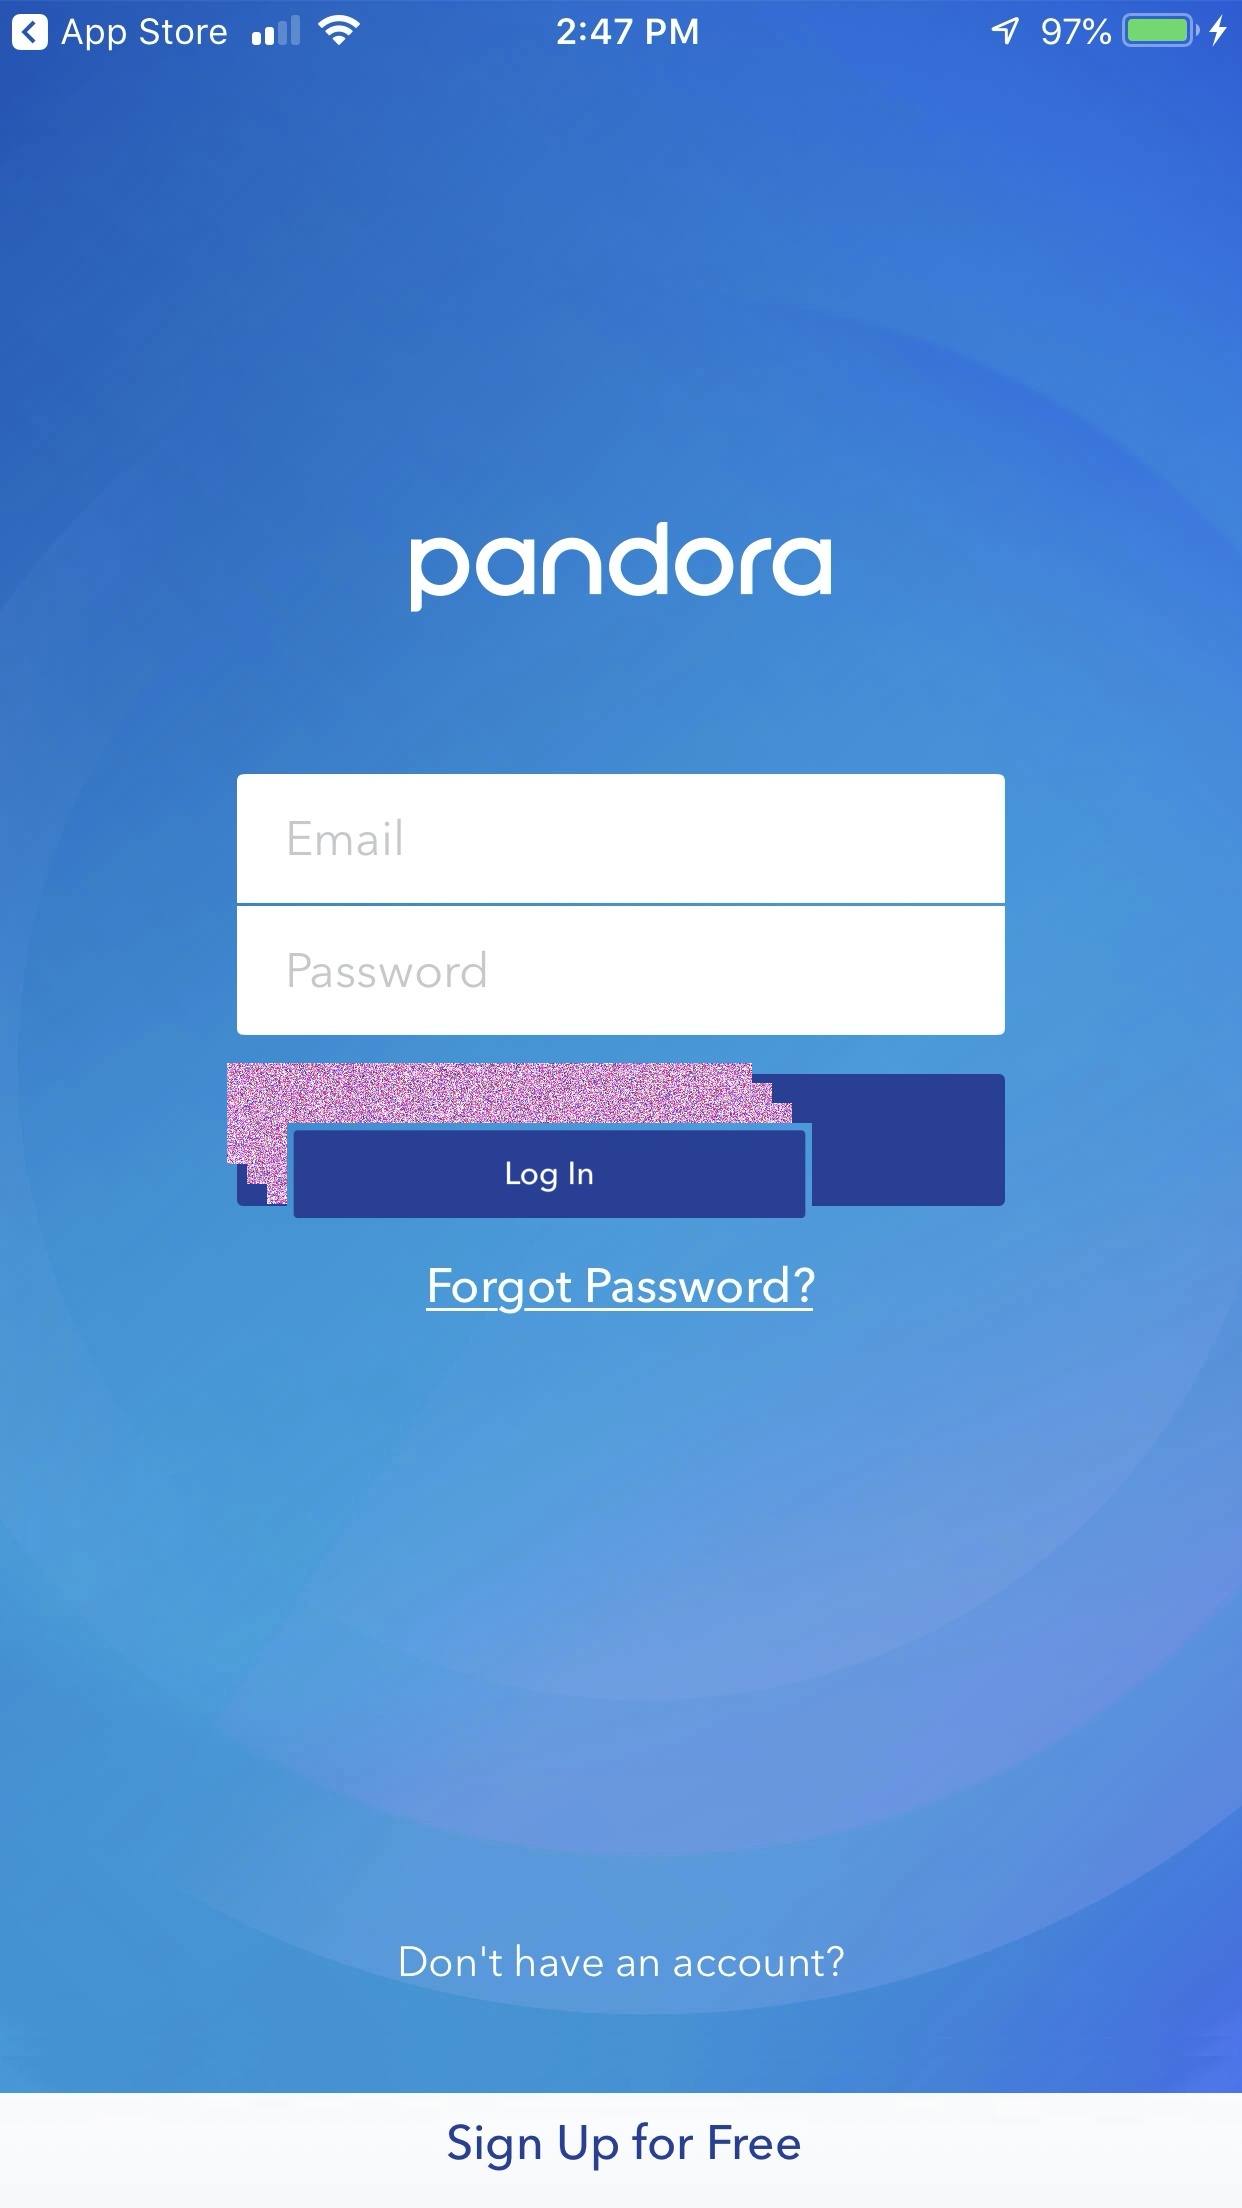 App Store 2:47 PM 97%
pandora
Email
Password
Log In
Forgot Password?
Don't have an account?
Sign Up for Free